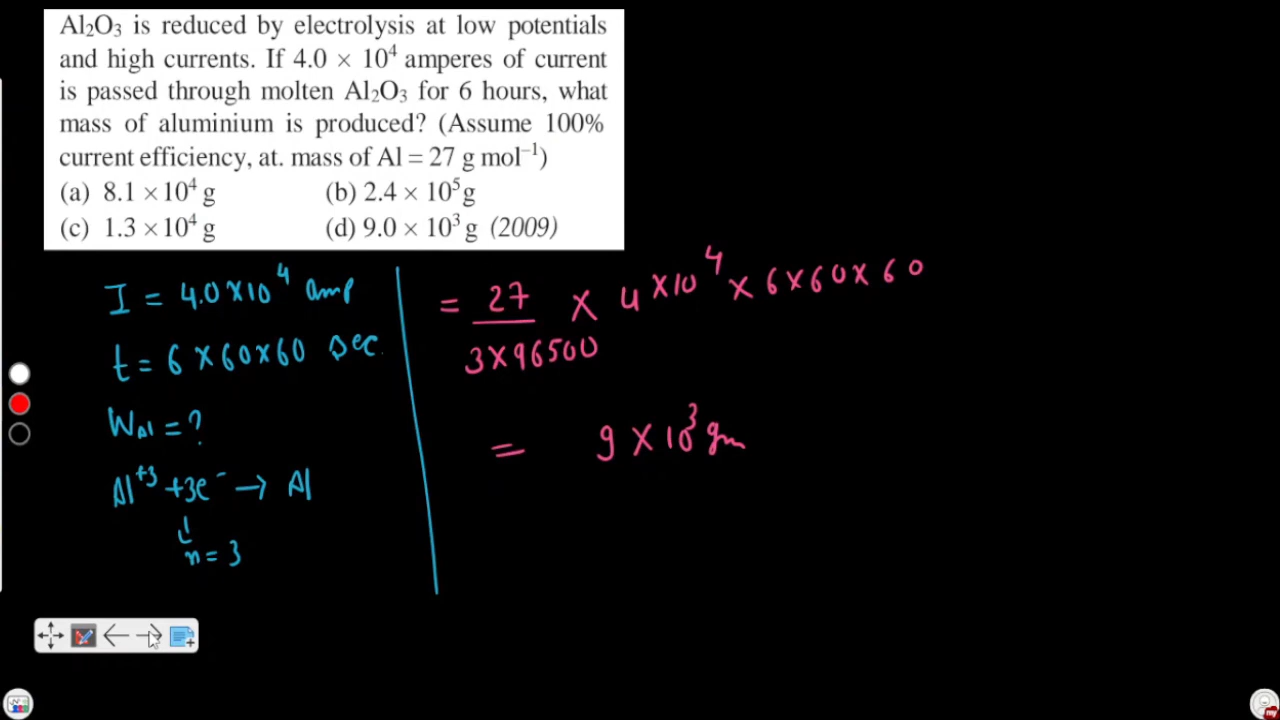 Al₂O₃ is reduced by electrolysis at low potentials
and high currents. If 4.0 × 10⁴ amperes of current
is passed through molten Al₂O₃ for 6 hours, what
mass of aluminium is produced? (Assume 100%
current efficiency, at. mass of Al = 27 g mol⁻¹)
(a) 8.1 × 10⁴ g (b) 2.4 × 10⁵ g
(c) 1.3 × 10⁴ g (d) 9.0 × 10³ g (2009)
I = 4.0×10⁴ amp
t = 6×60×60 sec.
W_Al = ?
Al⁺³ +3e⁻ → Al
n = 3
= 27 × 4×10⁴ × 6×60×60
3×96500
= 9×10³ gm